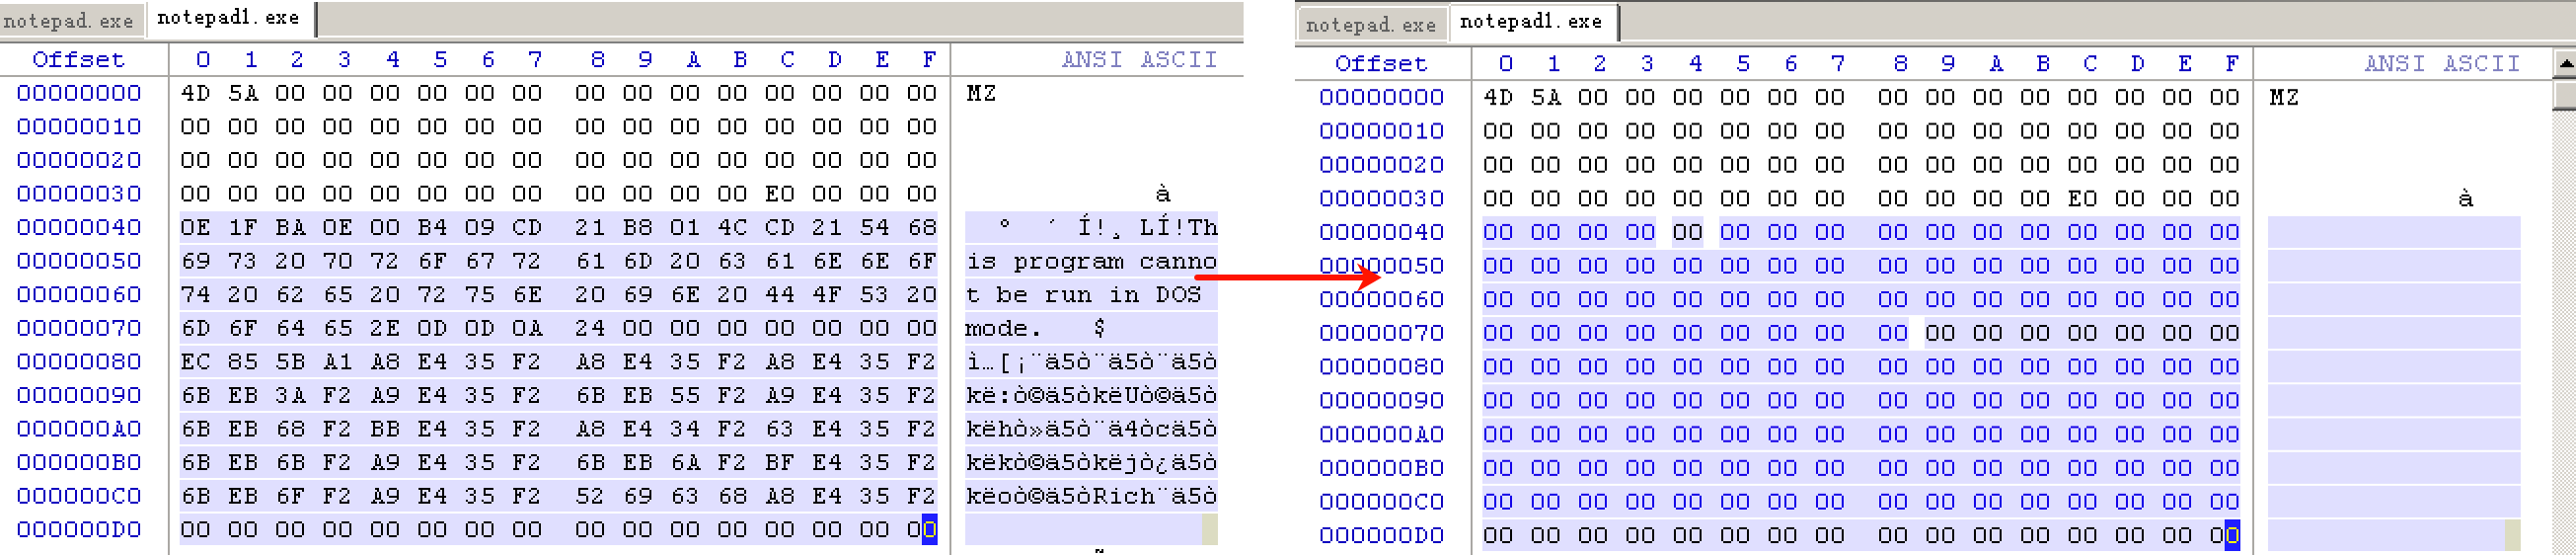 notepad.exe notepad1.exe
Offset 0 1 2 3 4 5 6 7 8 9 A B C D E F ANSI ASCII
00000000 4D 5A 00 00 00 00 00 00 00 00 00 00 00 00 00 00 MZ
00000010 00 00 00 00 00 00 00 00 00 00 00 00 00 00 00 00
00000020 00 00 00 00 00 00 00 00 00 00 00 00 00 00 00 00
00000030 00 00 00 00 00 00 00 00 00 00 00 00 E0 00 00 00 à
00000040 0E 1F BA 0E 00 B4 09 CD 21 B8 01 4C CD 21 54 68 º ´ Í!¸ LÍ!Th
00000050 69 73 20 70 72 6F 67 72 61 6D 20 63 61 6E 6E 6F is program canno
00000060 74 20 62 65 20 72 75 6E 20 69 6E 20 44 4F 53 20 t be run in DOS
00000070 6D 6F 64 65 2E 0D 0D 0A 24 00 00 00 00 00 00 00 mode. $
00000080 EC 85 5B A1 A8 E4 35 F2 A8 E4 35 F2 A8 E4 35 F2 ì…[¡¨ä5ò¨ä5ò¨ä5ò
00000090 6B EB 3A F2 A9 E4 35 F2 6B EB 55 F2 A9 E4 35 F2 kë:ò©ä5òkëUò©ä5ò
000000A0 6B EB 68 F2 BB E4 35 F2 A8 E4 34 F2 63 E4 35 F2 këhò»ä5ò¨ä4òcä5ò
000000B0 6B EB 6B F2 A9 E4 35 F2 6B EB 6A F2 BF E4 35 F2 këkò©ä5òkëjò¿ä5ò
000000C0 6B EB 6F F2 A9 E4 35 F2 52 69 63 68 A8 E4 35 F2 këoò©ä5òRich¨ä5ò
000000D0 00 00 00 00 00 00 00 00 00 00 00 00 00 00 00 00
notepad.exe notepad1.exe
Offset 0 1 2 3 4 5 6 7 8 9 A B C D E F ANSI ASCII
00000000 4D 5A 00 00 00 00 00 00 00 00 00 00 00 00 00 00 MZ
00000010 00 00 00 00 00 00 00 00 00 00 00 00 00 00 00 00
00000020 00 00 00 00 00 00 00 00 00 00 00 00 00 00 00 00
00000030 00 00 00 00 00 00 00 00 00 00 00 00 E0 00 00 00 à
00000040 00 00 00 00 00 00 00 00 00 00 00 00 00 00 00 00
00000050 00 00 00 00 00 00 00 00 00 00 00 00 00 00 00 00
00000060 00 00 00 00 00 00 00 00 00 00 00 00 00 00 00 00
00000070 00 00 00 00 00 00 00 00 00 00 00 00 00 00 00 00
00000080 00 00 00 00 00 00 00 00 00 00 00 00 00 00 00 00
00000090 00 00 00 00 00 00 00 00 00 00 00 00 00 00 00 00
000000A0 00 00 00 00 00 00 00 00 00 00 00 00 00 00 00 00
000000B0 00 00 00 00 00 00 00 00 00 00 00 00 00 00 00 00
000000C0 00 00 00 00 00 00 00 00 00 00 00 00 00 00 00 00
000000D0 00 00 00 00 00 00 00 00 00 00 00 00 00 00 00 00